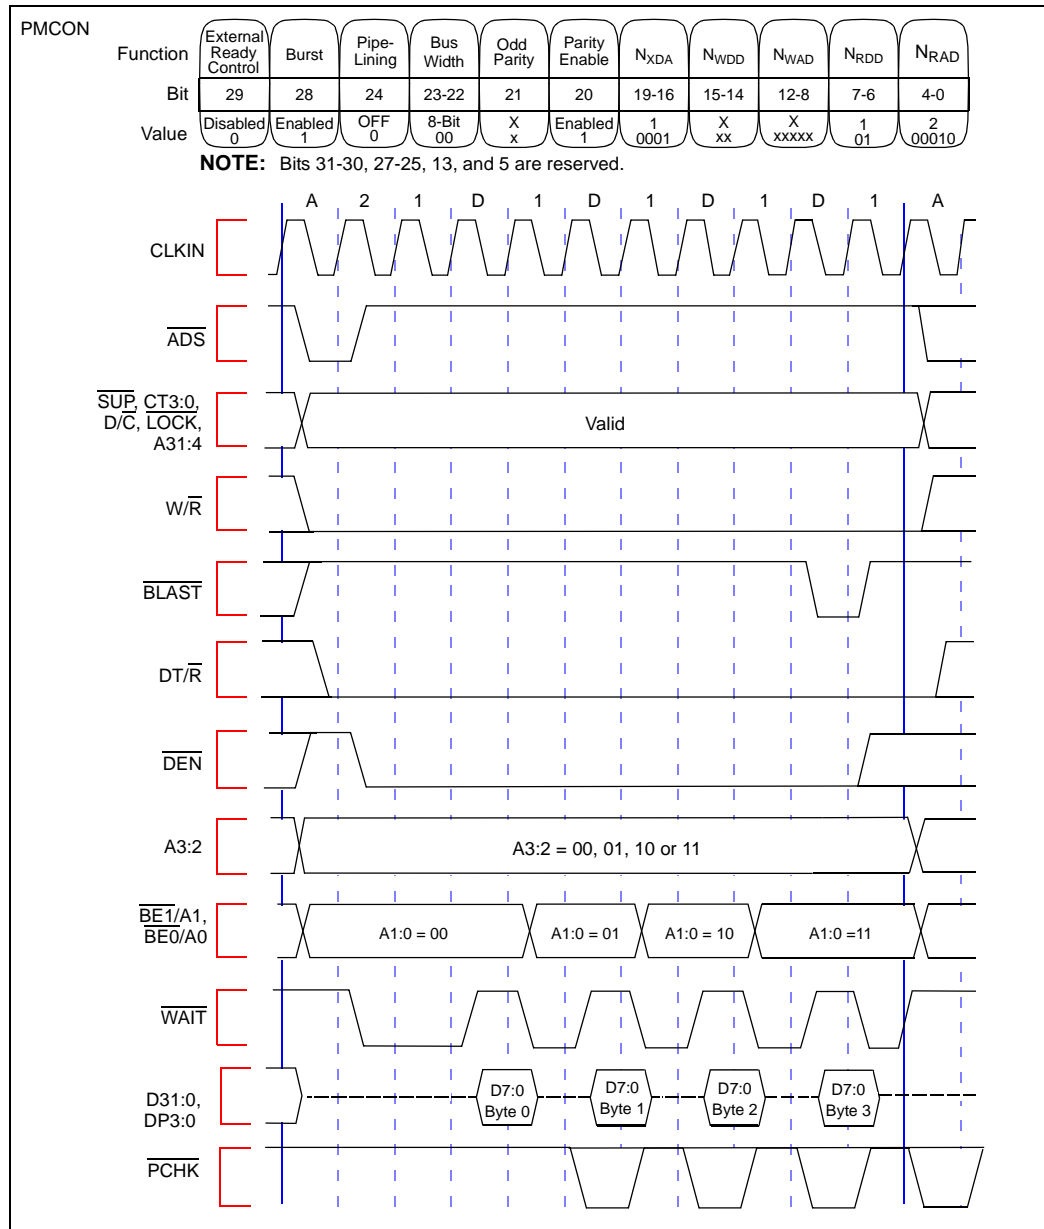 PMCON
Function
External Ready Control
Burst
Pipe-Lining
Bus Width
Odd Parity
Parity Enable
NXDA
NWDD
NWAD
NRDD
NRAD
Bit 29 28 24 23-22 21 20 19-16 15-14 12-8 7-6 4-0
Value
Disabled 0
Enabled 1
OFF 0
8-Bit 00
X x
Enabled 1
1 0001
X xx
X xxxxx
1 01
2 00010
NOTE: Bits 31-30, 27-25, 13, and 5 are reserved.
A 2 1 D 1 D 1 D 1 D 1 A
CLKIN
ADS
SUP, CT3:0,
D/C, LOCK,
A31:4
Valid
W/R
BLAST
DT/R
DEN
A3:2
A3:2 = 00, 01, 10 or 11
BE1/A1,
BE0/A0
A1:0 = 00
A1:0 = 01
A1:0 = 10
A1:0 =11
WAIT
D31:0,
DP3:0
D7:0
Byte 0
D7:0
Byte 1
D7:0
Byte 2
D7:0
Byte 3
PCHK